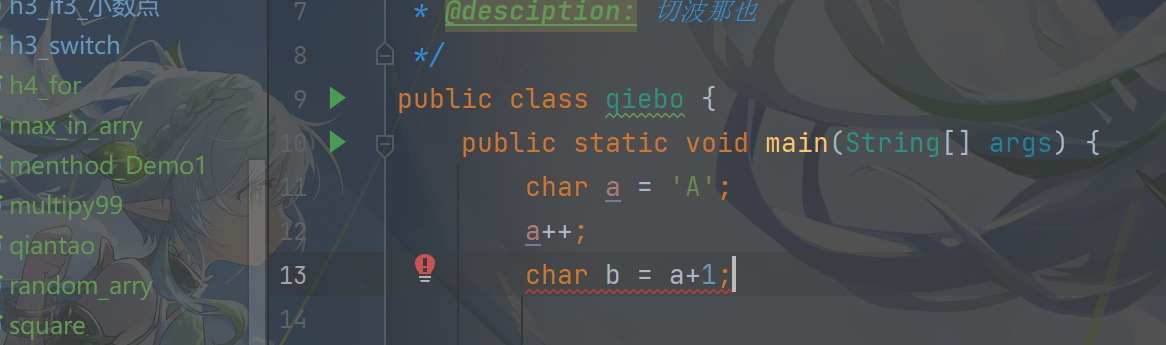 h3_if3_小数点
h3_switch
h4_for
max_in_arry
menthod_Demo1
multipy99
qiantao
random_arry
square
7 * @desciption: 切波那也
8 */
9 public class qiebo {
10 public static void main(String[] args) {
11 char a = 'A';
12 a++;
13 char b = a+1;
14